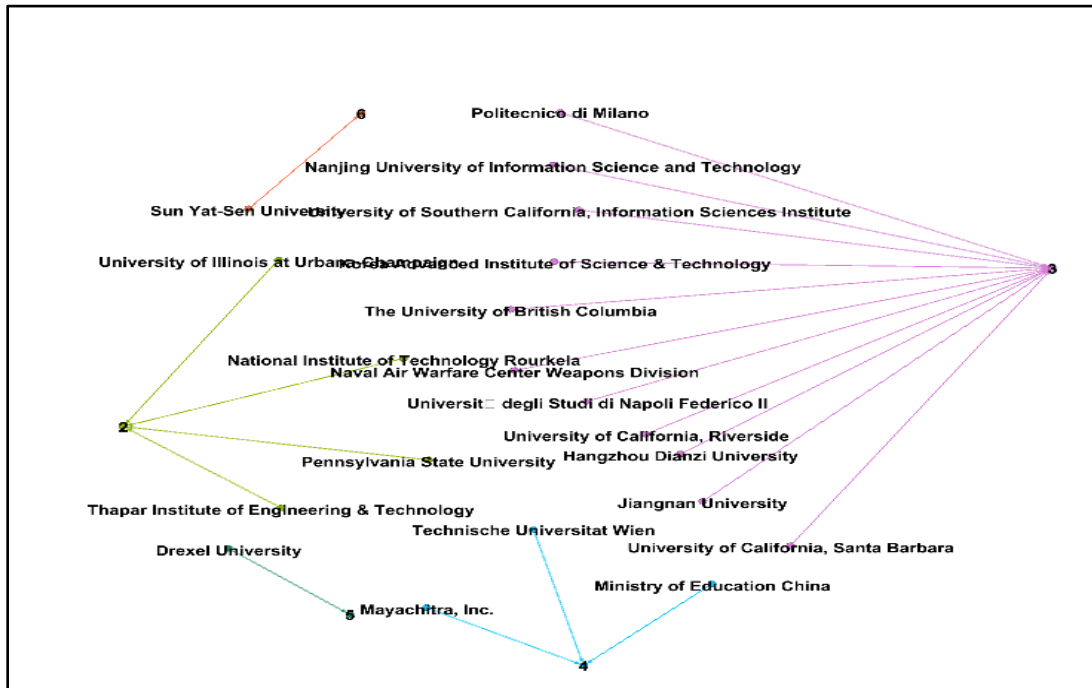 6
Politecnico di Milano
Nanjing University of Information Science and Technology
Sun Yat-Sen University
University of Southern California, Information Sciences Institute
University of Illinois at Urbana-Champaign
Korea Advanced Institute of Science & Technology
3
The University of British Columbia
National Institute of Technology Rourkela
Naval Air Warfare Center Weapons Division
Universit□ degli Studi di Napoli Federico II
2
University of California, Riverside
Hangzhou Dianzi University
Pennsylvania State University
Jiangnan University
Thapar Institute of Engineering & Technology
Technische Universitat Wien
Drexel University
University of California, Santa Barbara
Ministry of Education China
Mayachitra, Inc.
5
4